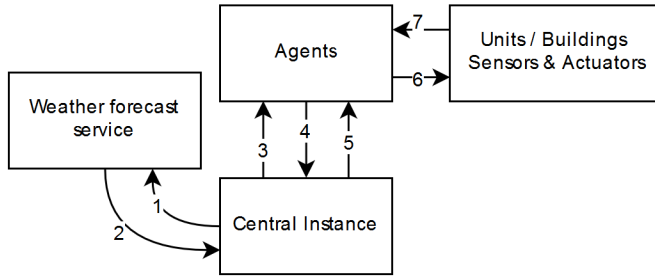 7
Agents
Units / Buildings
Sensors & Actuators
6
Weather forecast
service
3
4
5
1
2
Central Instance